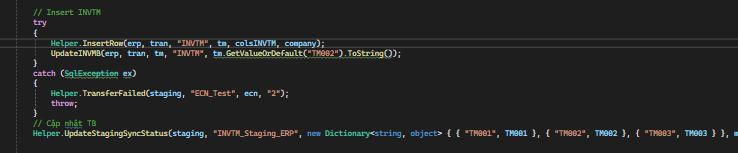 // Insert INVTM
try
{
Helper.InsertRow(erp, tran, "INVTM", tm, colsINVTM, company);
UpdateINVMB(erp, tran, tm, "INVTM", tm.GetValueOrDefault("TM002").ToString());
}
catch (SqlException ex)
{
Helper.TransferFailed(staging, "ECN_Test", ecn, "2");
throw;
}
// Cập nhật TB
Helper.UpdateStagingSyncStatus(staging, "INVTM_Staging_ERP", new Dictionary<string, object> { { "TM001", TM001 }, { "TM002", TM002 }, { "TM003", TM003 } }, m